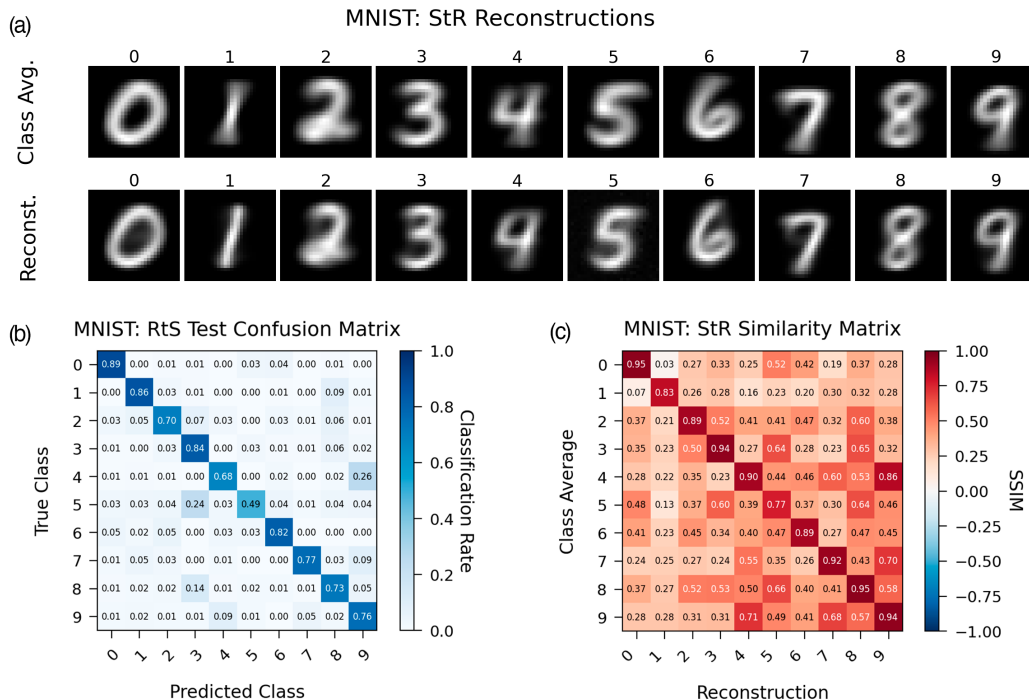 (a)
MNIST: StR Reconstructions
0 1 2 3 4 5 6 7 8 9
Class Avg.
0 1 2 3 4 5 6 7 8 9
Reconst.
(b)
MNIST: RtS Test Confusion Matrix
True Class
0 0.89 0.00 0.01 0.01 0.00 0.03 0.04 0.00 0.01 0.00
1 0.00 0.86 0.03 0.01 0.00 0.00 0.00 0.00 0.09 0.01
2 0.03 0.05 0.70 0.07 0.03 0.01 0.03 0.01 0.06 0.01
3 0.01 0.00 0.03 0.84 0.00 0.03 0.01 0.01 0.06 0.02
4 0.01 0.01 0.00 0.00 0.68 0.00 0.02 0.00 0.02 0.26
5 0.03 0.03 0.04 0.24 0.03 0.49 0.04 0.01 0.04 0.04
6 0.05 0.02 0.05 0.00 0.03 0.03 0.82 0.00 0.00 0.00
7 0.01 0.05 0.03 0.00 0.01 0.00 0.00 0.77 0.03 0.09
8 0.01 0.02 0.02 0.14 0.01 0.01 0.00 0.02 0.73 0.05
9 0.01 0.02 0.02 0.01 0.09 0.01 0.00 0.05 0.02 0.76
0 1 2 3 4 5 6 7 8 9
Predicted Class
1.0
0.8
0.6
0.4
0.2
0.0
Classification Rate
(c)
MNIST: StR Similarity Matrix
Class Average
0 0.95 0.03 0.27 0.33 0.25 0.52 0.42 0.19 0.37 0.28
1 0.07 0.83 0.26 0.28 0.16 0.23 0.20 0.30 0.32 0.28
2 0.37 0.21 0.89 0.52 0.41 0.41 0.47 0.32 0.60 0.38
3 0.35 0.23 0.50 0.94 0.26 0.64 0.28 0.23 0.65 0.32
4 0.28 0.22 0.35 0.23 0.90 0.44 0.46 0.60 0.53 0.86
5 0.48 0.13 0.37 0.60 0.39 0.77 0.37 0.30 0.64 0.46
6 0.41 0.23 0.45 0.34 0.40 0.47 0.89 0.27 0.46 0.40
7 0.24 0.25 0.27 0.24 0.55 0.35 0.26 0.92 0.43 0.70
8 0.37 0.27 0.52 0.53 0.50 0.66 0.40 0.41 0.95 0.58
9 0.28 0.28 0.31 0.31 0.71 0.49 0.41 0.68 0.57 0.94
0 1 2 3 4 5 6 7 8 9
Reconstruction
1.00
0.75
0.50
0.25
0.00
−0.25
−0.50
−0.75
−1.00
SSIM